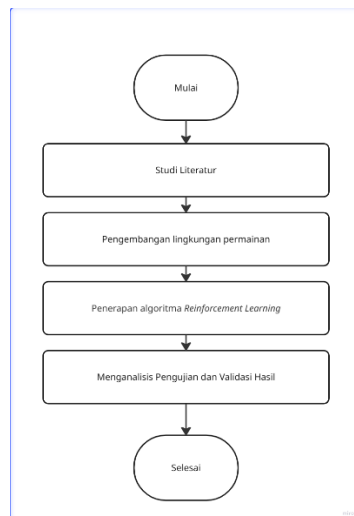 Mulai
Studi Literatur
Pengembangan lingkungan permainan
Penerapan algoritma Reinforcement Learning
Menganalisis Pengujian dan Validasi Hasil
Selesai